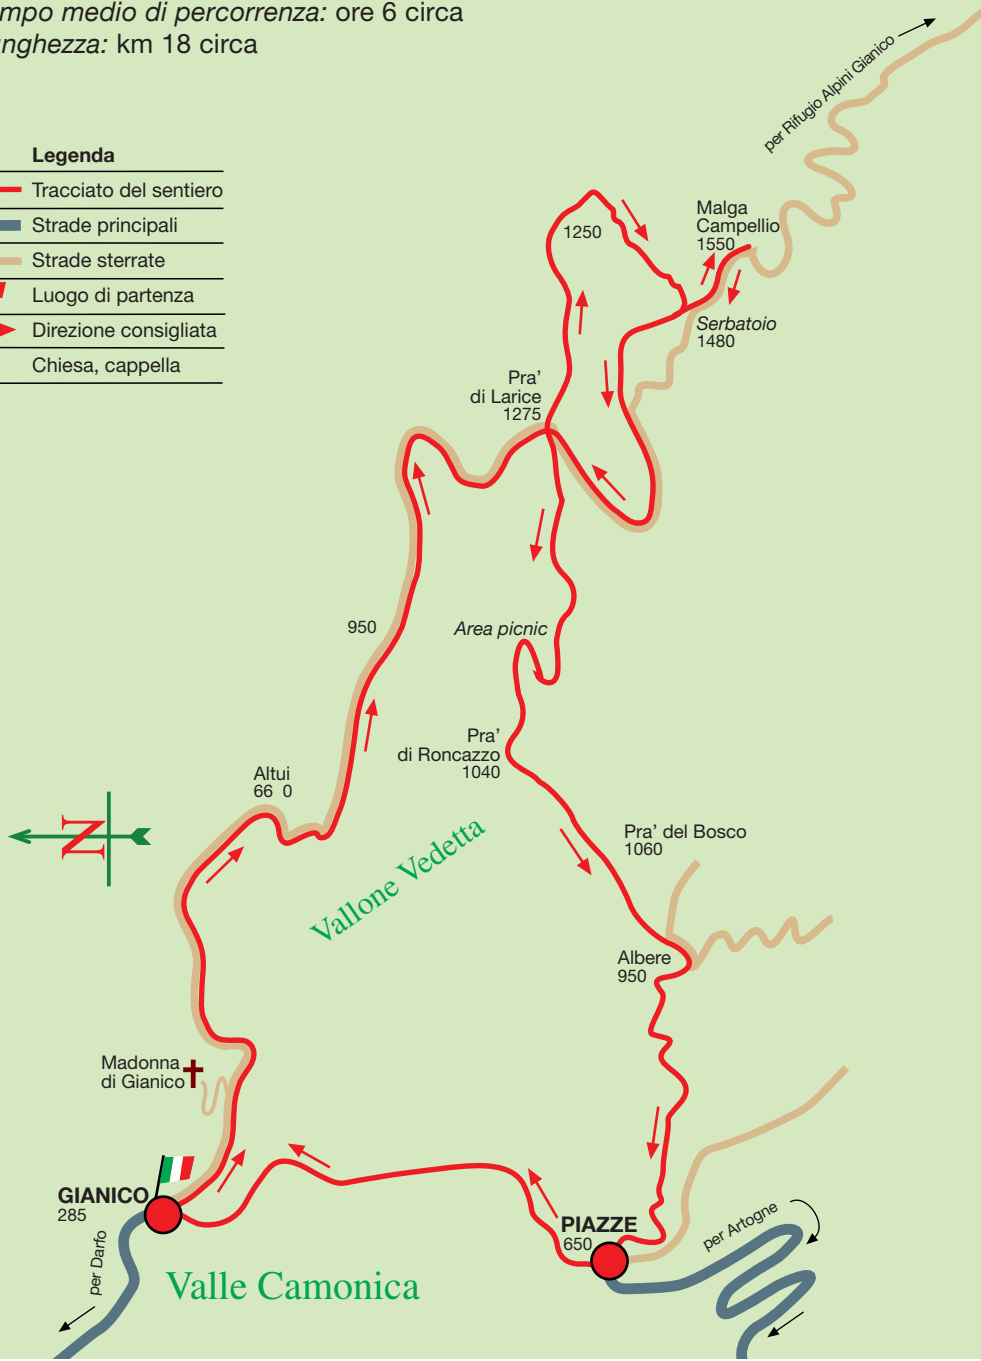 mpo medio di percorrenza: ore 6 circa
nghezza: km 18 circa
Legenda
Tracciato del sentiero
Strade principali
Strade sterrate
Luogo di partenza
Direzione consigliata
Chiesa, cappella
per Rifugio Alpini Gianico
Malga
Campellio
1550
1250
Serbatoio
1480
Pra'
di Larice
1275
950
Area picnic
Pra'
di Roncazzo
1040
Altui
66 0
N
Vallone Vedetta
Pra' del Bosco
1060
Albere
950
Madonna
di Gianico
GIANICO
285
per Darfo
Valle Camonica
PIAZZE
650
per Artogne